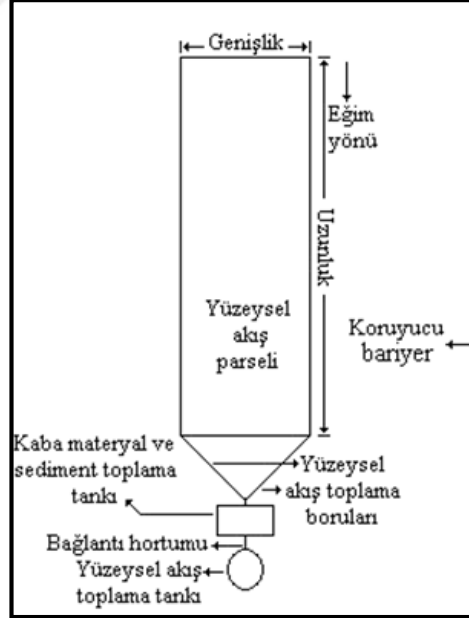 Genişlik
Eğim
yönü
Uzunluk
Yüzeysel
akış
parseli
Koruyucu
bariyer
Kaba materyal ve
sediment toplama
tankı
Yüzeysel
akış toplama
boruları
Bağlantı hortumu
Yüzeysel akış
toplama tankı